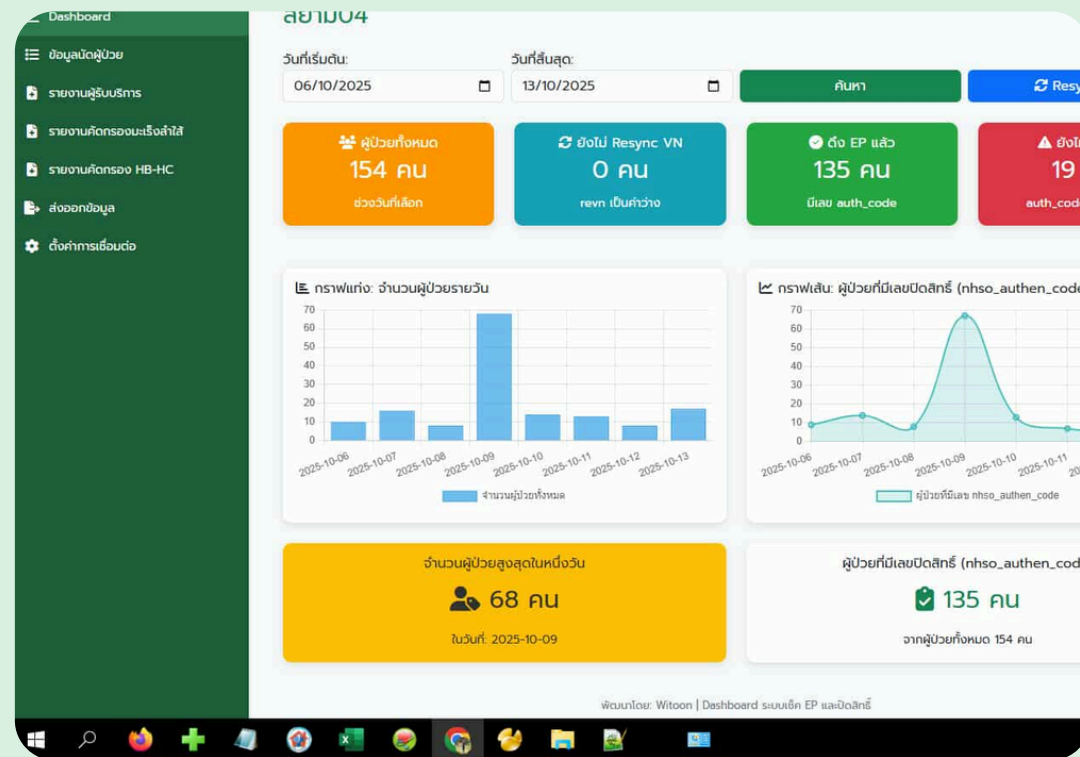 Dashboard
ข้อมูลนัดผู้ป่วย
รายงานผู้รับบริการ
รายงานคัดกรองมะเร็งลำไส้
รายงานคัดกรอง HB-HC
ส่งออกข้อมูล
ตั้งค่าการเชื่อมต่อ
สยาม04
วันที่เริ่มต้น:
วันที่สิ้นสุด:
06/10/2025
13/10/2025
ค้นหา
ผู้ป่วยทั้งหมด
154 คน
ช่วงวันที่เลือก
ยังไม่ Resync VN
0 คน
revn เป็นค่าว่าง
ดึง EP แล้ว
135 คน
มีเลข auth_code
19
กราฟแท่ง: จำนวนผู้ป่วยรายวัน
70
60
50
40
30
20
10
0
2025-10-06
2025-10-07
2025-10-08
2025-10-09
2025-10-10
2025-10-11
2025-10-12
2025-10-13
จำนวนผู้ป่วยทั้งหมด
กราฟเส้น: ผู้ป่วยที่มีเลขปิดสิทธิ์ (nhso_authen_code
70
60
50
40
30
20
10
0
2025-10-06
2025-10-07
2025-10-08
2025-10-09
2025-10-10
2025-10-11
ผู้ป่วยที่มีเลข nhso_authen_code
จำนวนผู้ป่วยสูงสุดในหนึ่งวัน
68 คน
ในวันที่: 2025-10-09
ผู้ป่วยที่มีเลขปิดสิทธิ์ (nhso_authen_cod
135 คน
จากผู้ป่วยทั้งหมด 154 คน
พัฒนาโดย: Witoon | Dashboard ระบบเช็ค EP และปิดสิทธิ์